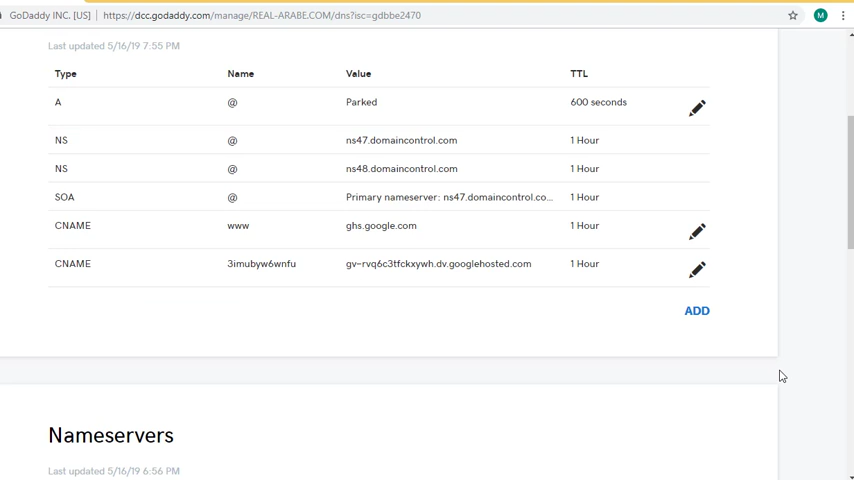 GoDaddy INC. [US] https://dcc.godaddy.com/manage/REAL-ARABE.COM/dns?isc=gdbbe2470 M
Last updated 5/16/19 7:55 PM
Type Name Value TTL
A @ Parked 600 seconds
NS @ ns47.domaincontrol.com 1 Hour
NS @ ns48.domaincontrol.com 1 Hour
SOA @ Primary nameserver: ns47.domaincontrol.co... 1 Hour
CNAME www ghs.google.com 1 Hour
CNAME 3imubyw6wnfu gv-rvq6c3tfckxywh.dv.googlehosted.com 1 Hour
ADD
Nameservers
Last updated 5/16/19 6:56 PM